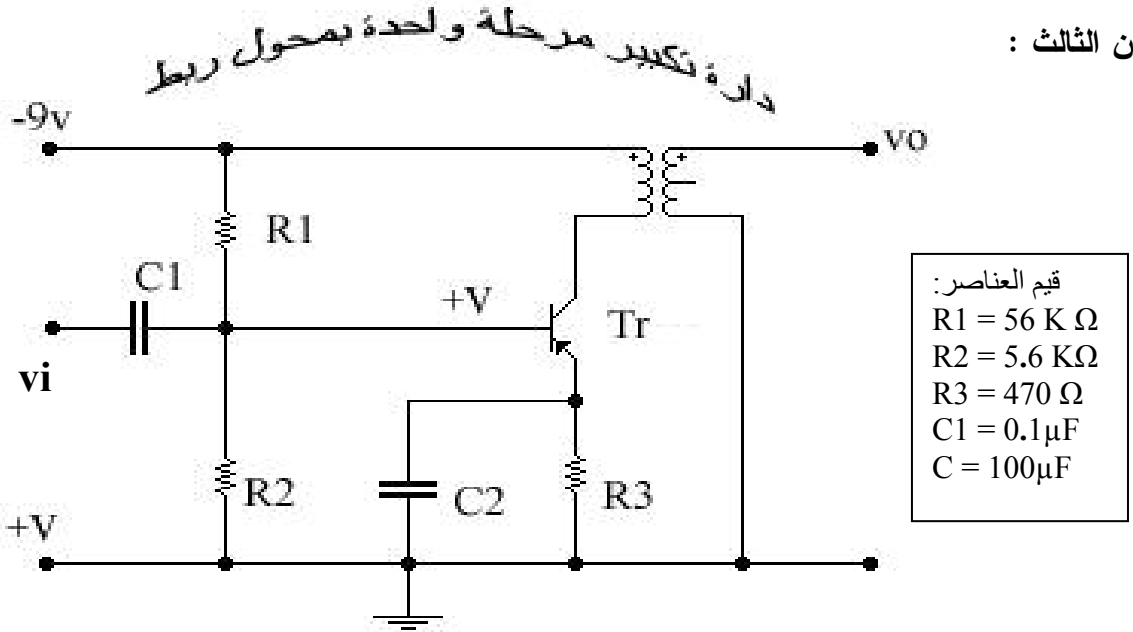 ن الثالث :
دارة تكبير مرحلة واحدة بمحول ربط
-9v
vo
R1
C1
+V
Tr
vi
R2
C2
R3
+V
قيم العناصر:
R1 = 56 K Ω
R2 = 5.6 KΩ
R3 = 470 Ω
C1 = 0.1µF
C = 100µF